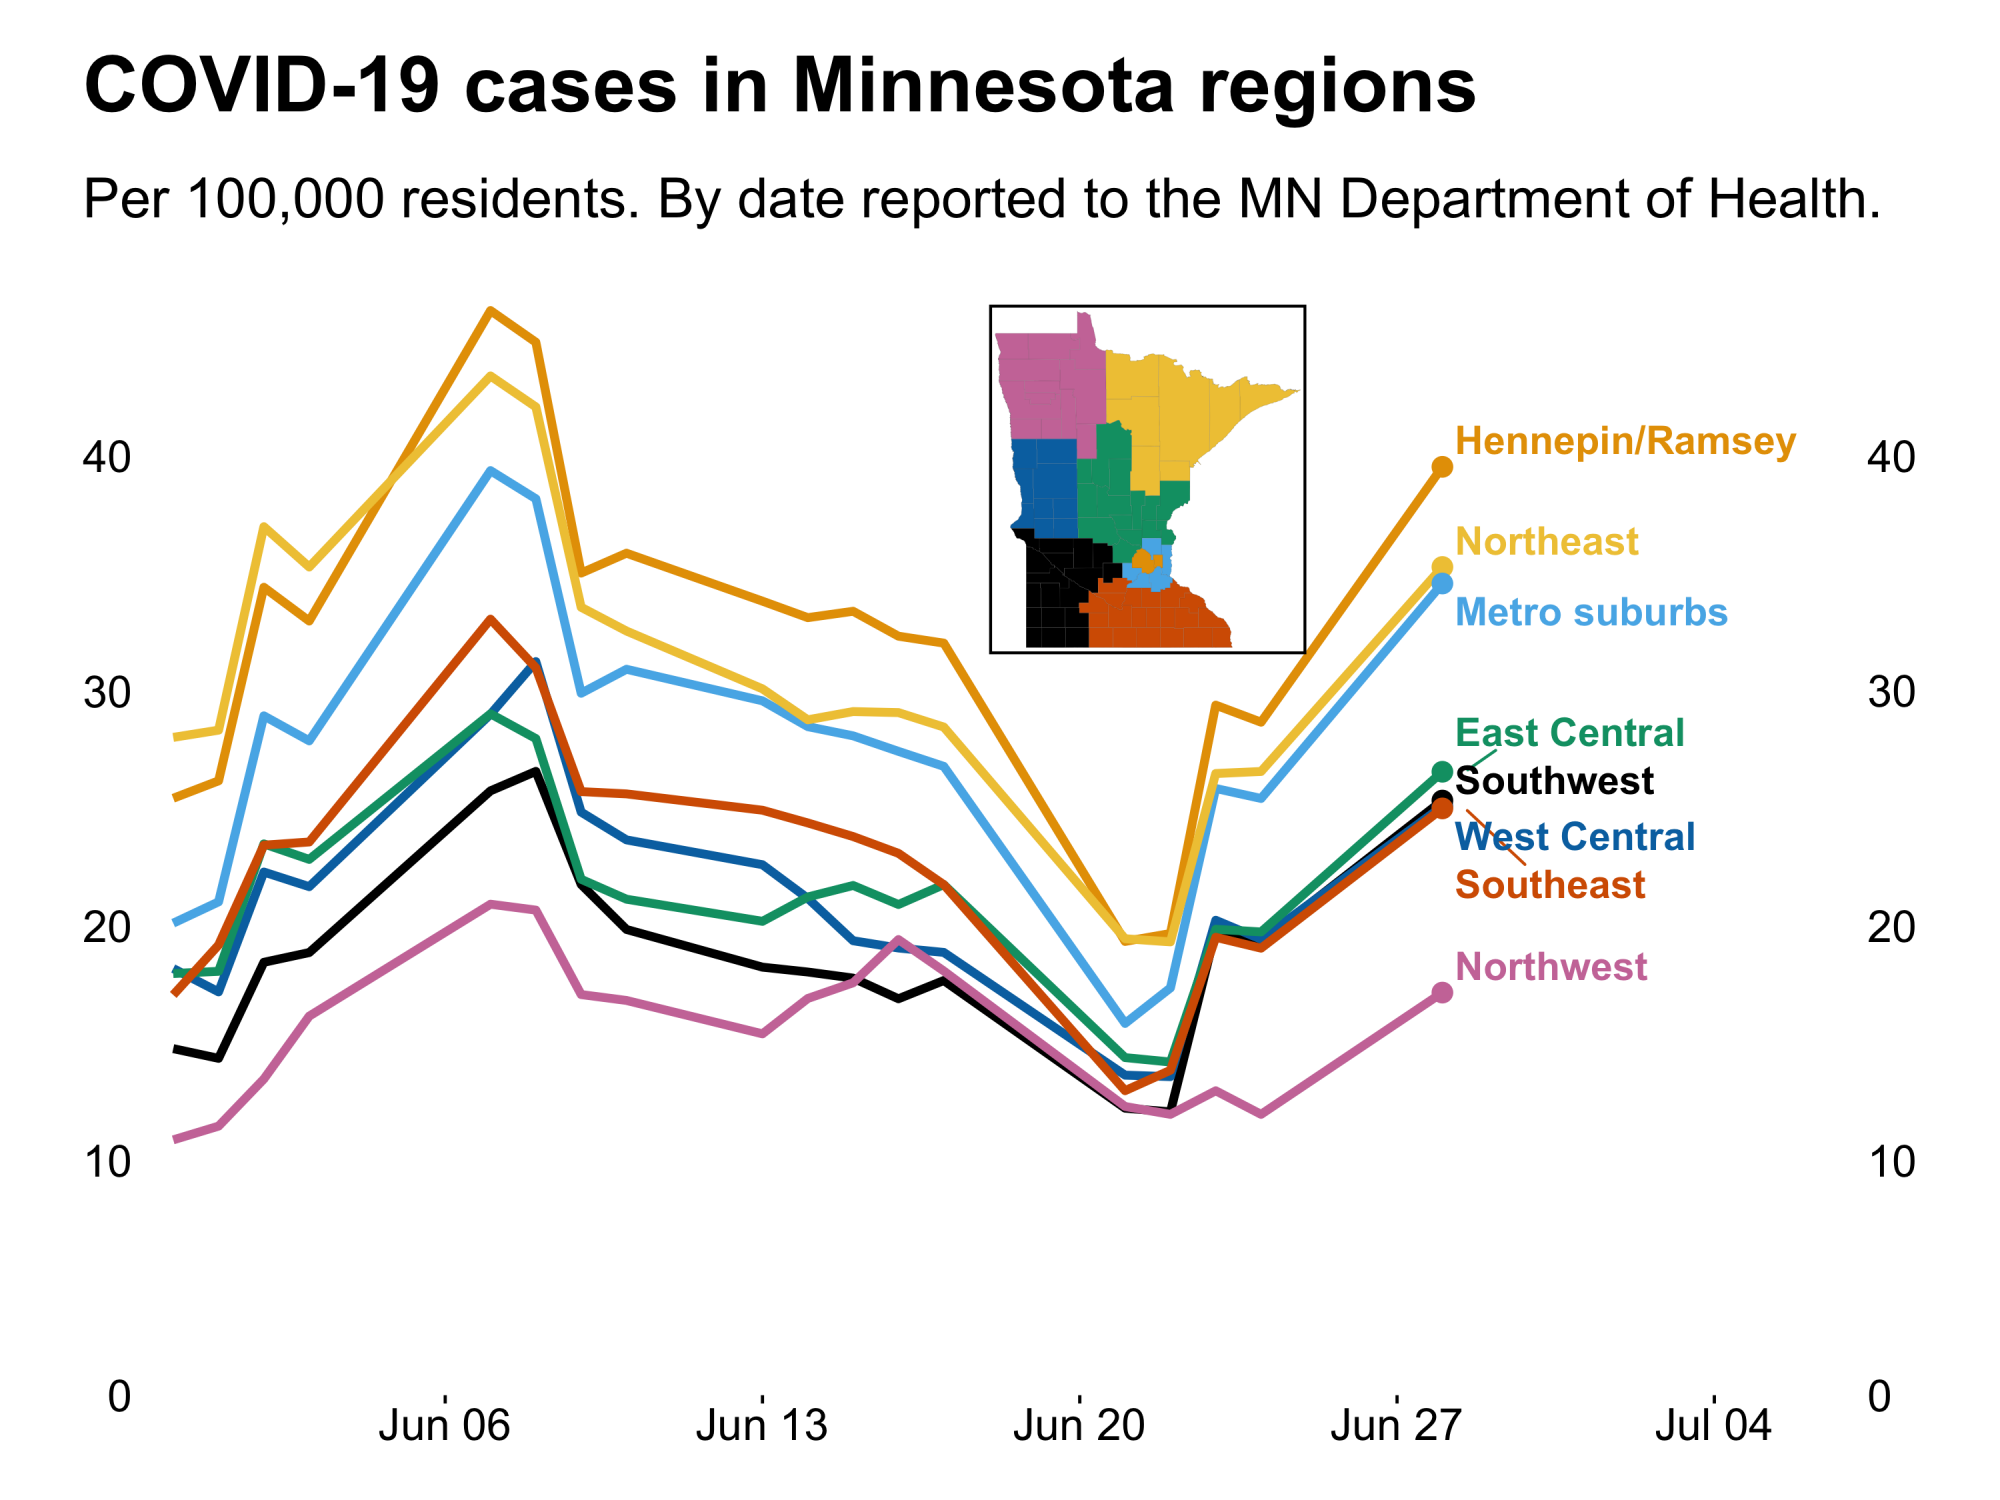 COVID-19 cases in Minnesota regions
Per 100,000 residents. By date reported to the MN Department of Health.
Hennepin/Ramsey
40 40
Northeast
Metro suburbs
30 30
East Central
Southwest
West Central
Southeast
20 20
Northwest
10 10
0 0
Jun 06 Jun 13 Jun 20 Jun 27 Jul 04